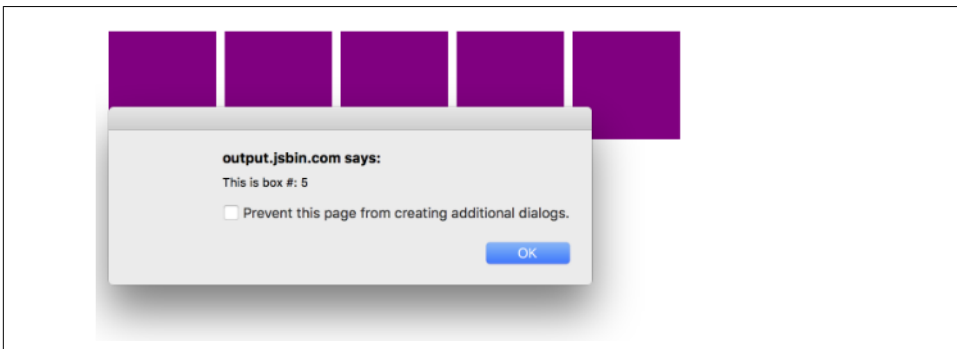 output.jsbin.com says:
This is box #: 5
Prevent this page from creating additional dialogs.
OK